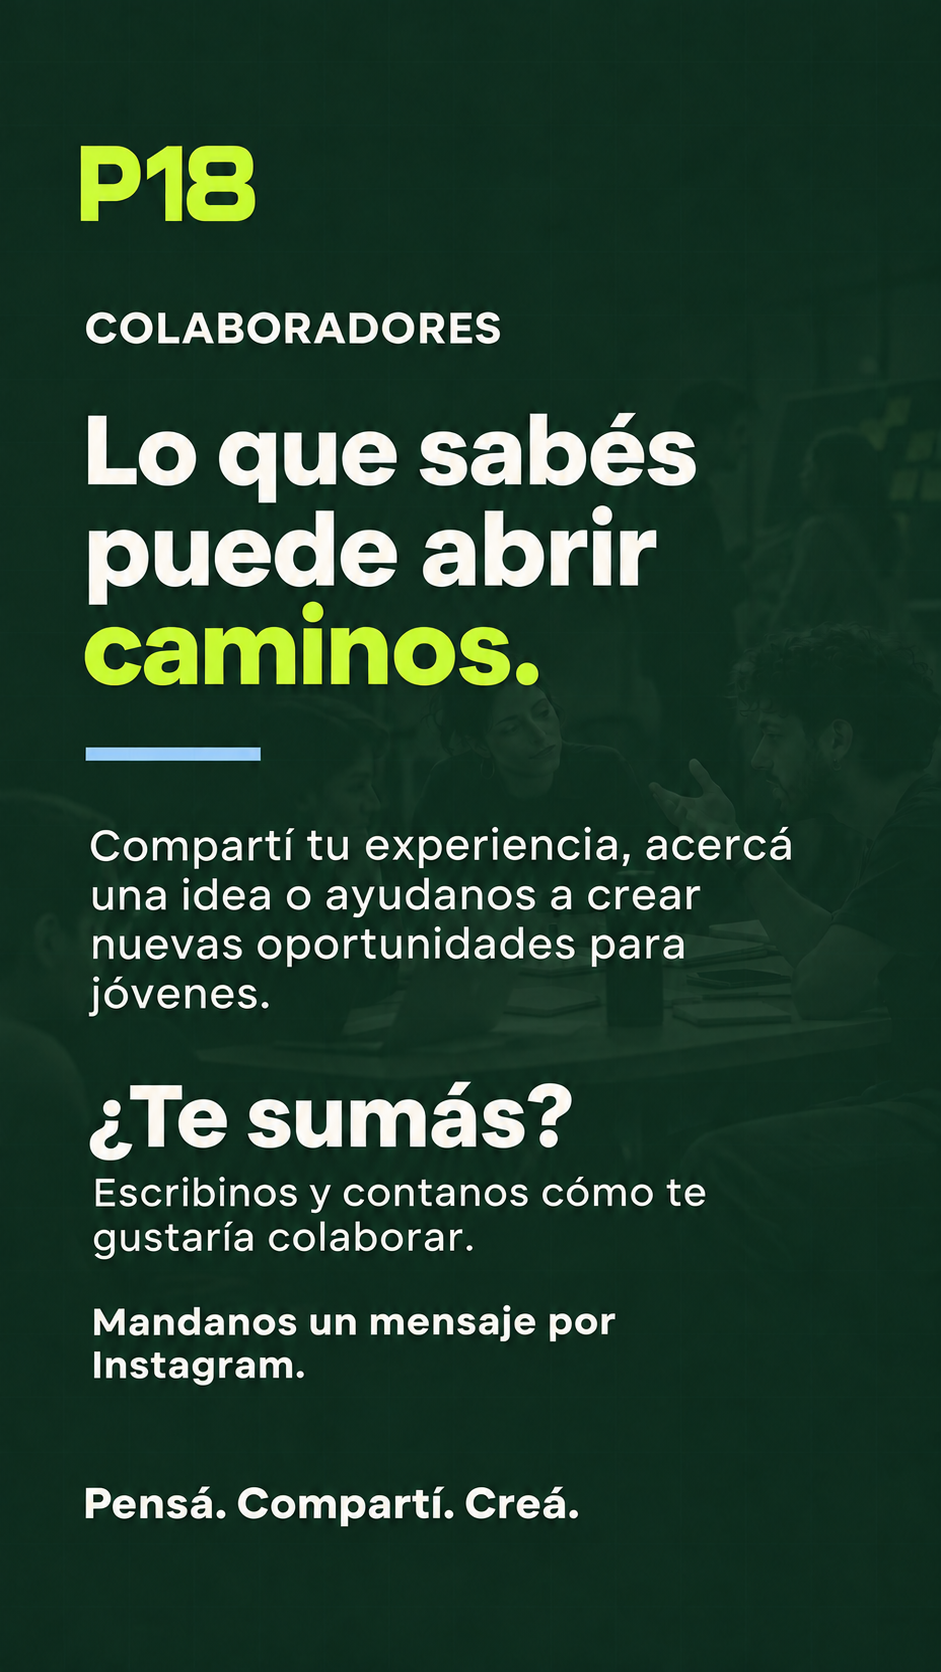 P18
COLABORADORES
Lo que sabés
puede abrir
caminos.
Compartí tu experiencia, acercá
una idea o ayudanos a crear
nuevas oportunidades para
jóvenes.
¿Te sumás?
Escribinos y contanos cómo te
gustaría colaborar.
Mandanos un mensaje por
Instagram.
Pensá. Compartí. Creá.